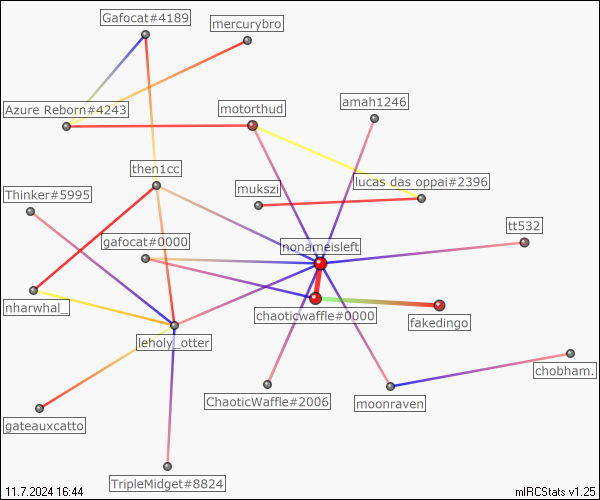 Gafocat#4189
mercurybro
Azure Reborn#4243
motorthud
amah1246
then1cc
Thinker#5995
mukszi
lucas das oppai#2396
tt532
gafocat#0000
nonameisleft
nharwhal_
chaoticwaffle#0000
fakedingo
leholy_otter
chobham.
ChaoticWaffle#2006
moonraven
gateauxcatto
TripleMidget#8824
11.7.2024 16:44
mIRCStats v1.25